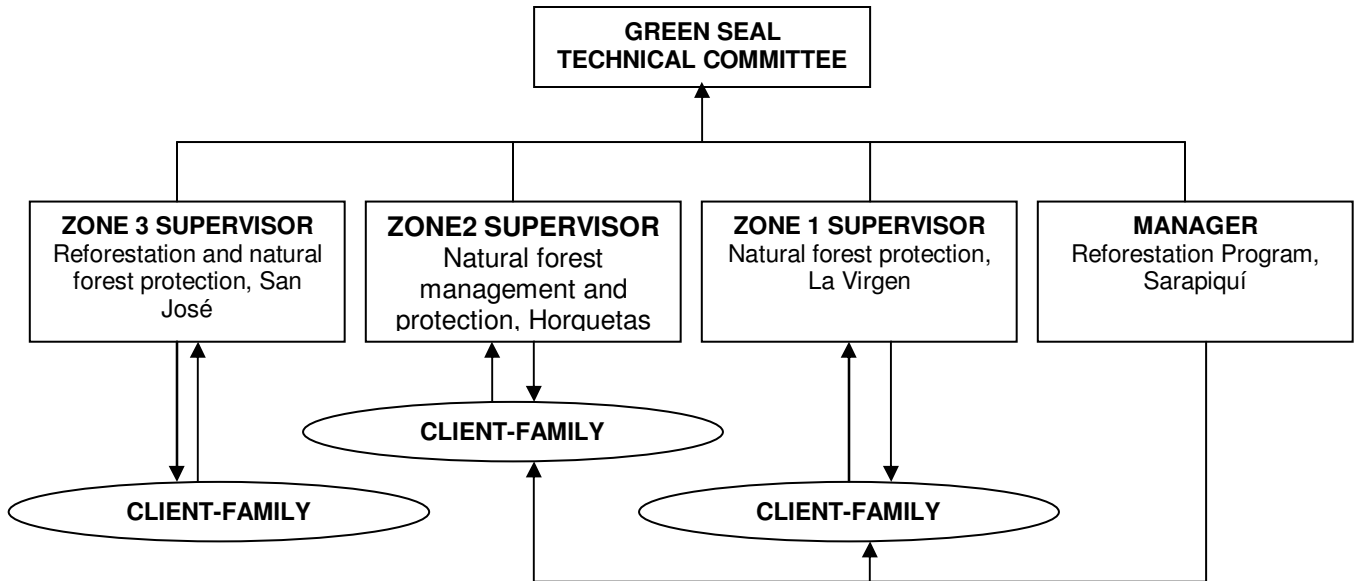 GREEN SEAL
TECHNICAL COMMITTEE
ZONE 3 SUPERVISOR
Reforestation and natural
forest protection, San
José
ZONE2 SUPERVISOR
Natural forest
management and
protection, Horquetas
ZONE 1 SUPERVISOR
Natural forest protection,
La Virgen
MANAGER
Reforestation Program,
Sarapiquí
CLIENT-FAMILY
CLIENT-FAMILY
CLIENT-FAMILY